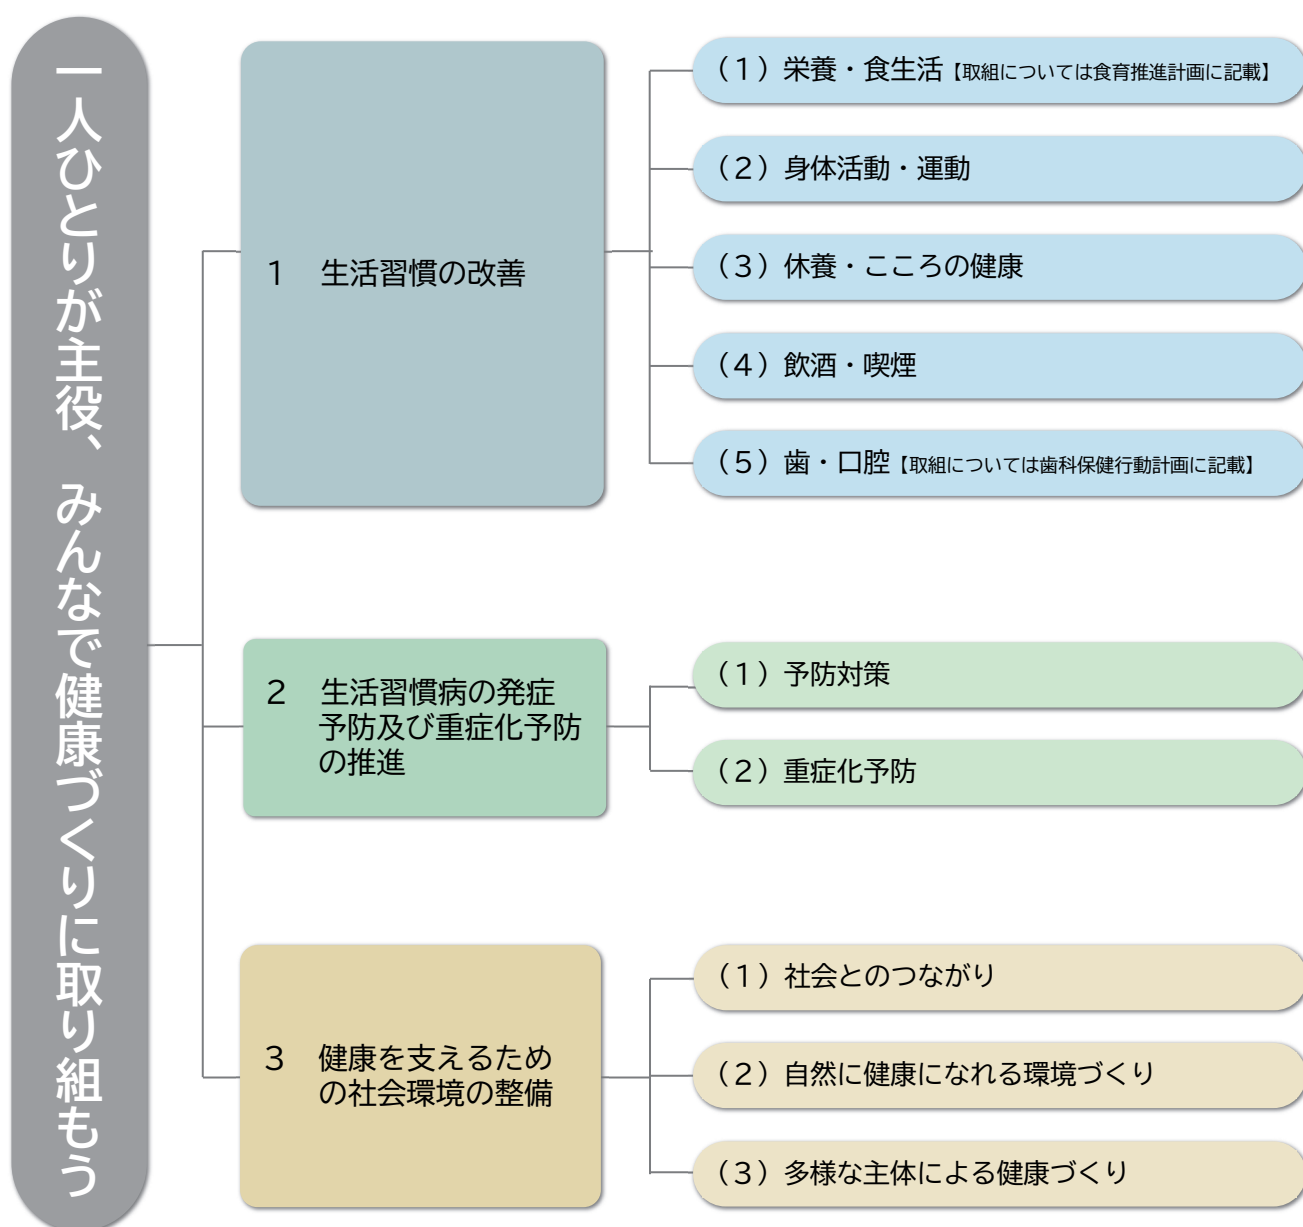 一人ひとりが主役、みんなで健康づくりに取り組もう
1　生活習慣の改善
（1）栄養・食生活【取組については食育推進計画に記載】
（2）身体活動・運動
（3）休養・こころの健康
（4）飲酒・喫煙
（5）歯・口腔【取組については歯科保健行動計画に記載】
2　生活習慣病の発症
予防及び重症化予防
の推進
（1）予防対策
（2）重症化予防
3　健康を支えるため
の社会環境の整備
（1）社会とのつながり
（2）自然に健康になれる環境づくり
（3）多様な主体による健康づくり